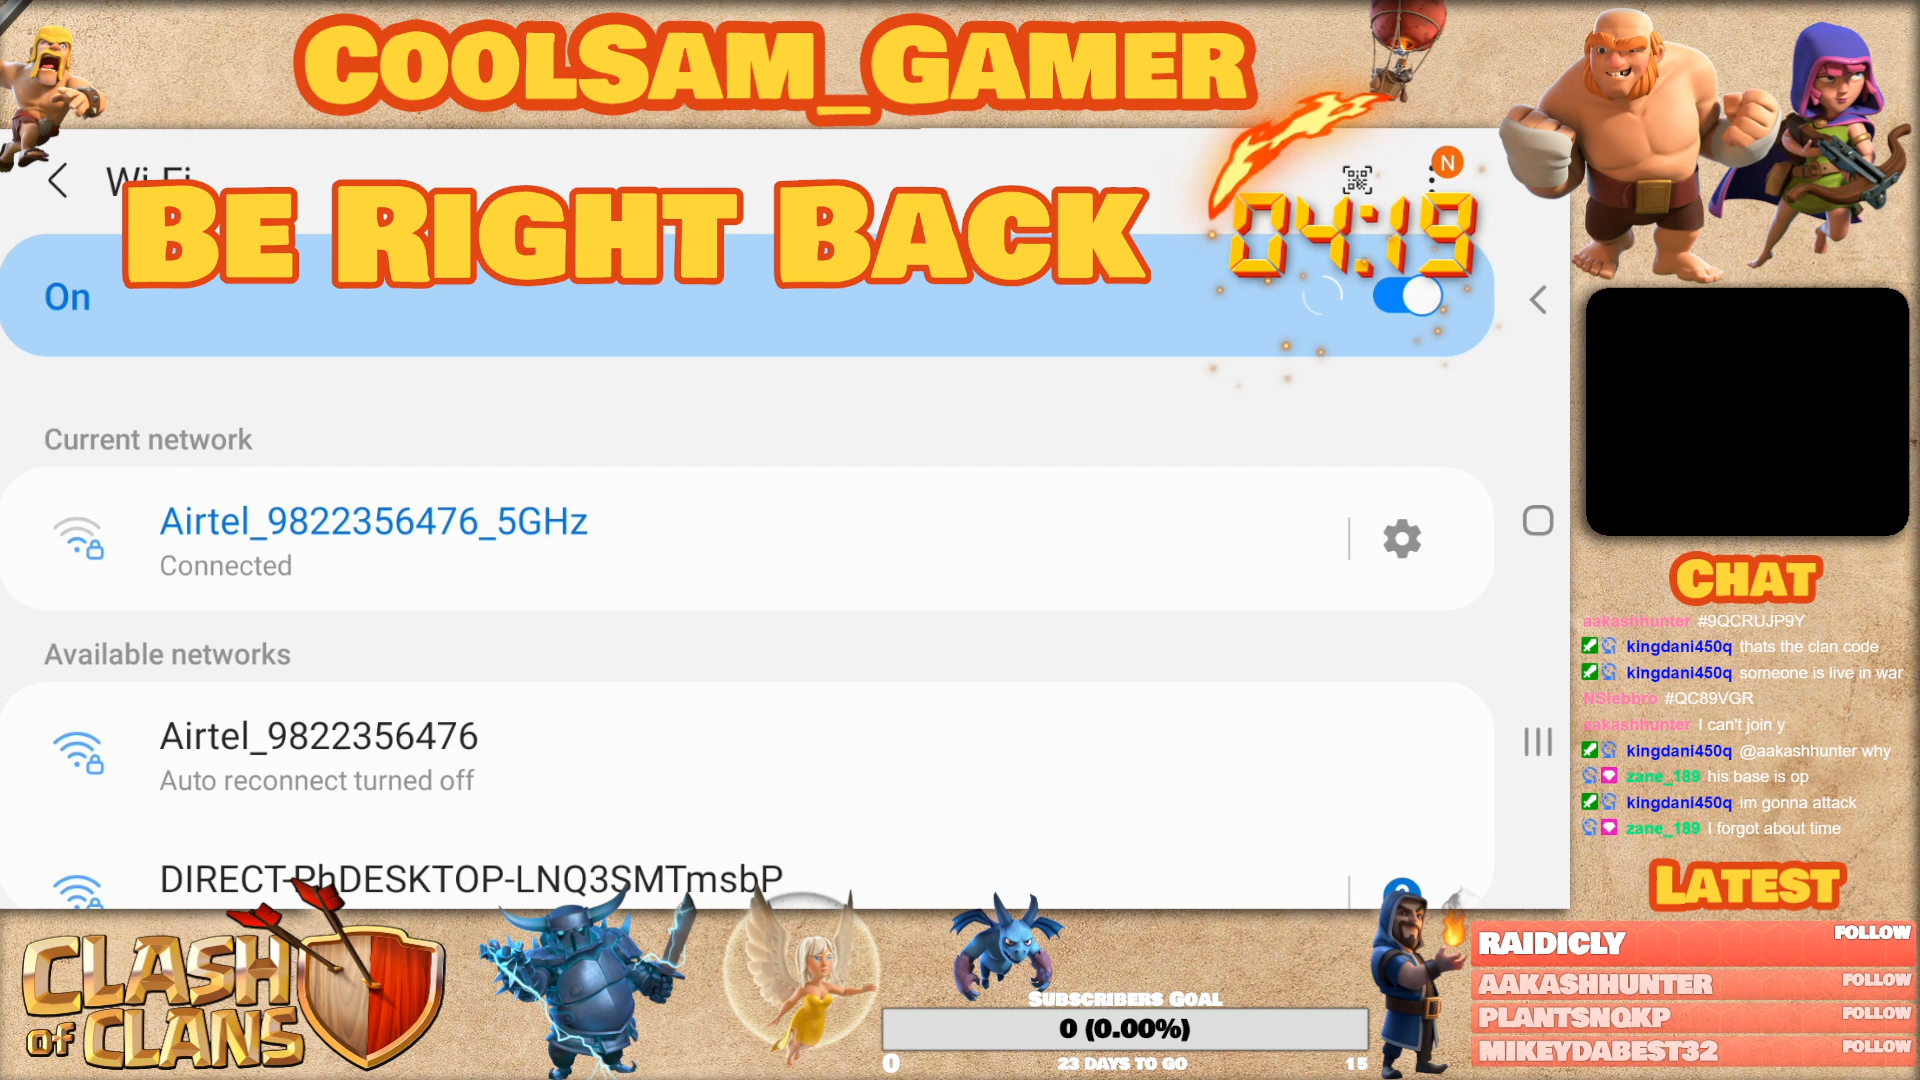 CoolSam_Gamer
Wi-Fi
N
Be Right Back
04:19
On
Current network
Airtel_9822356476_5GHz
Connected
Available networks
Airtel_9822356476
Auto reconnect turned off
DIRECT-PhDESKTOP-LNQ3SMTmsbP
Chat
aakashhunter #9QCRUJP9Y
kingdani450q thats the clan code
kingdani450q someone is live in war
NSlebbro #QC89VGR
aakashhunter I can't join y
kingdani450q @aakashhunter why
zane_189 his base is op
kingdani450q im gonna attack
zane_189 I forgot about time
Latest
RAIDICLY FOLLOW
AAKASHHUNTER FOLLOW
PLANTSNQKP FOLLOW
MIKEYDABEST32 FOLLOW
CLASH
OF CLANS
Subscribers Goal
0 (0.00%)
0 23 DAYS TO GO 15